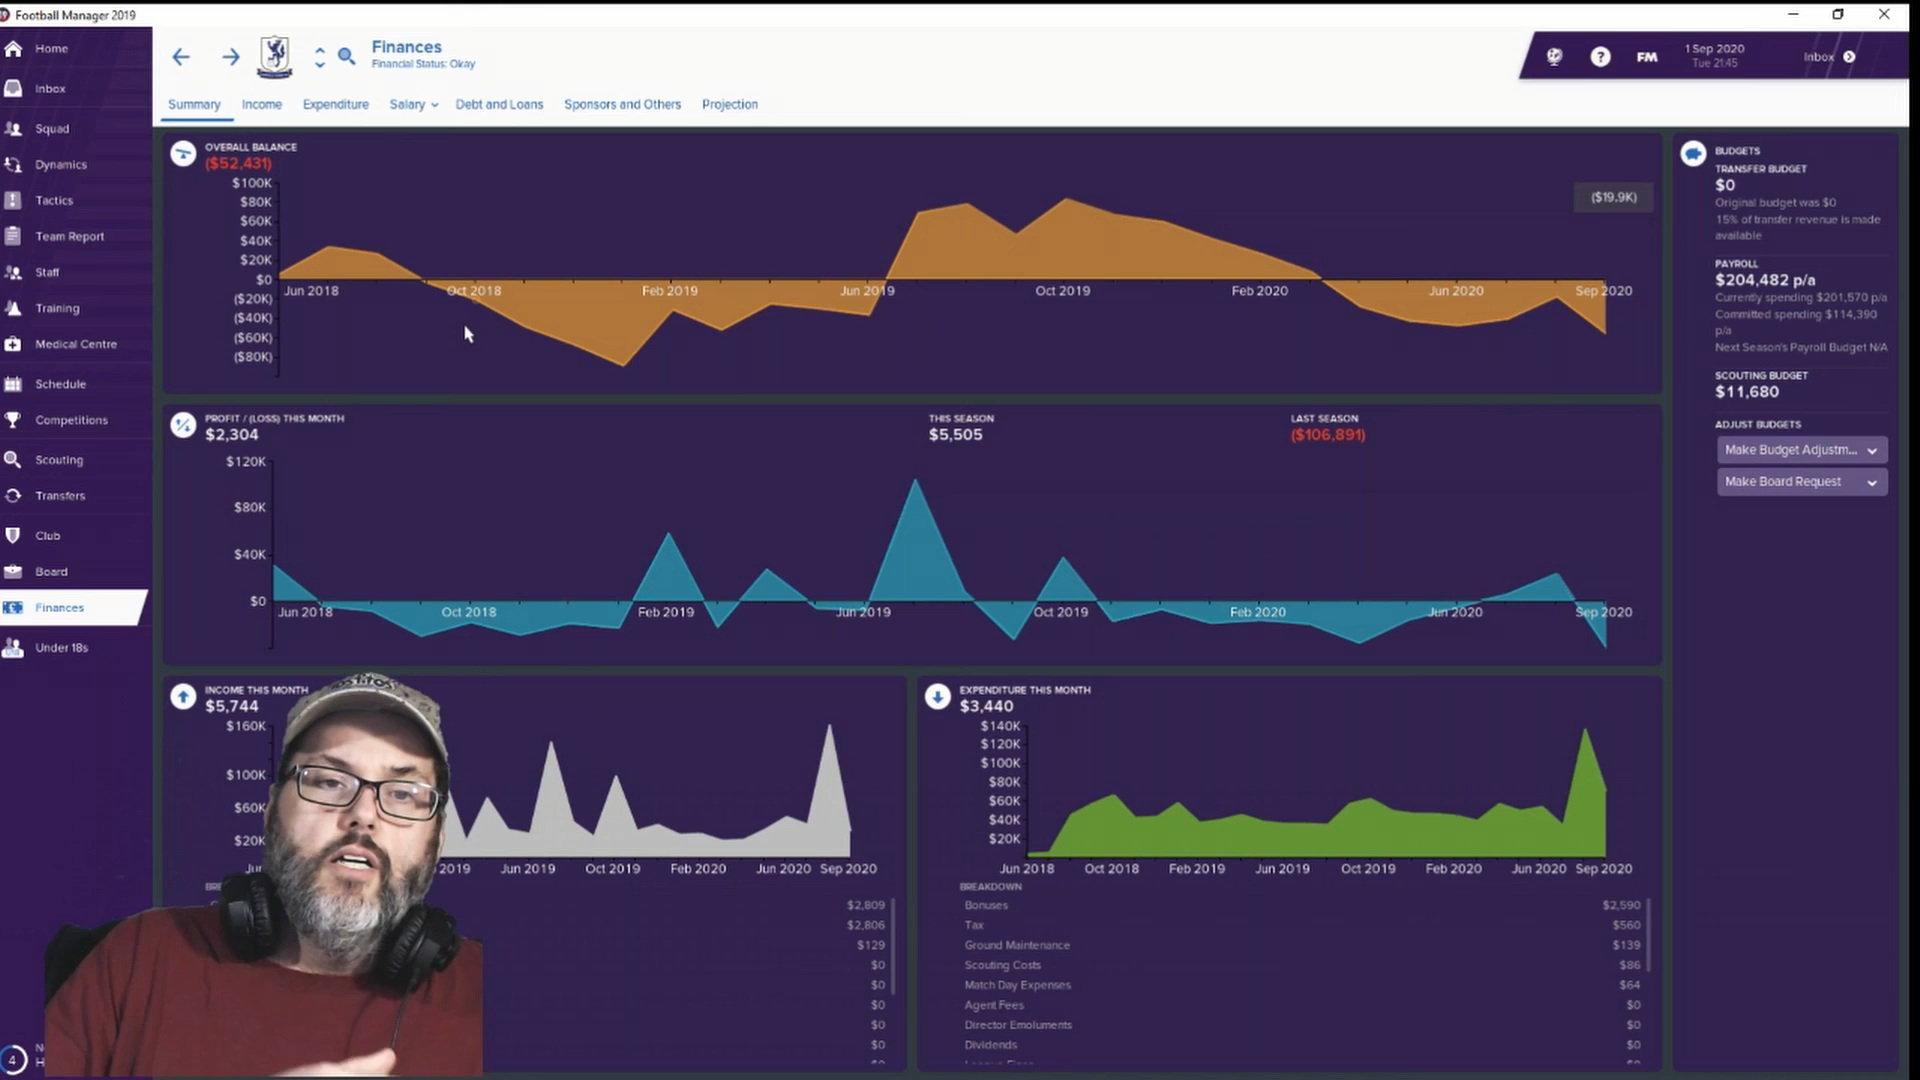 Football Manager 2019
Home
Inbox
Squad
Dynamics
Tactics
Team Report
Staff
Training
Medical Centre
Schedule
Competitions
Scouting
Transfers
Club
Board
Finances
Under 18s
4
Finances
Financial Status: Okay
FM
1 Sep 2020
Tue 21:45
Inbox
Summary Income Expenditure Salary Debt and Loans Sponsors and Others Projection
OVERALL BALANCE
($52,431)
$100K
$80K
$60K
$40K
$20K
$0
($20K)
($40K)
($60K)
($80K)
Jun 2018 Oct 2018 Feb 2019 Jun 2019 Oct 2019 Feb 2020 Jun 2020 Sep 2020
($19.9K)
PROFIT / (LOSS) THIS MONTH
$2,304
THIS SEASON
$5,505
LAST SEASON
($106,891)
$120K
$80K
$40K
$0
Jun 2018 Oct 2018 Feb 2019 Jun 2019 Oct 2019 Feb 2020 Jun 2020 Sep 2020
INCOME THIS MONTH
$5,744
$160K
$100K
$60K
$20K
2019 Jun 2019 Oct 2019 Feb 2020 Jun 2020 Sep 2020
$2,809
$2,806
$129
$0
$0
$0
$0
$0
EXPENDITURE THIS MONTH
$3,440
$140K
$120K
$100K
$80K
$60K
$40K
$20K
Jun 2018 Oct 2018 Feb 2019 Jun 2019 Oct 2019 Feb 2020 Jun 2020 Sep 2020
BREAKDOWN
Bonuses $2,590
Tax $560
Ground Maintenance $139
Scouting Costs $86
Match Day Expenses $64
Agent Fees $0
Director Emoluments $0
Dividends $0
BUDGETS
TRANSFER BUDGET
$0
Original budget was $0
15% of transfer revenue is made
available
PAYROLL
$204,482 p/a
Currently spending $201,570 p/a
Committed spending $114,390
p/a
Next Season's Payroll Budget N/A
SCOUTING BUDGET
$11,680
ADJUST BUDGETS
Make Budget Adjustm...
Make Board Request